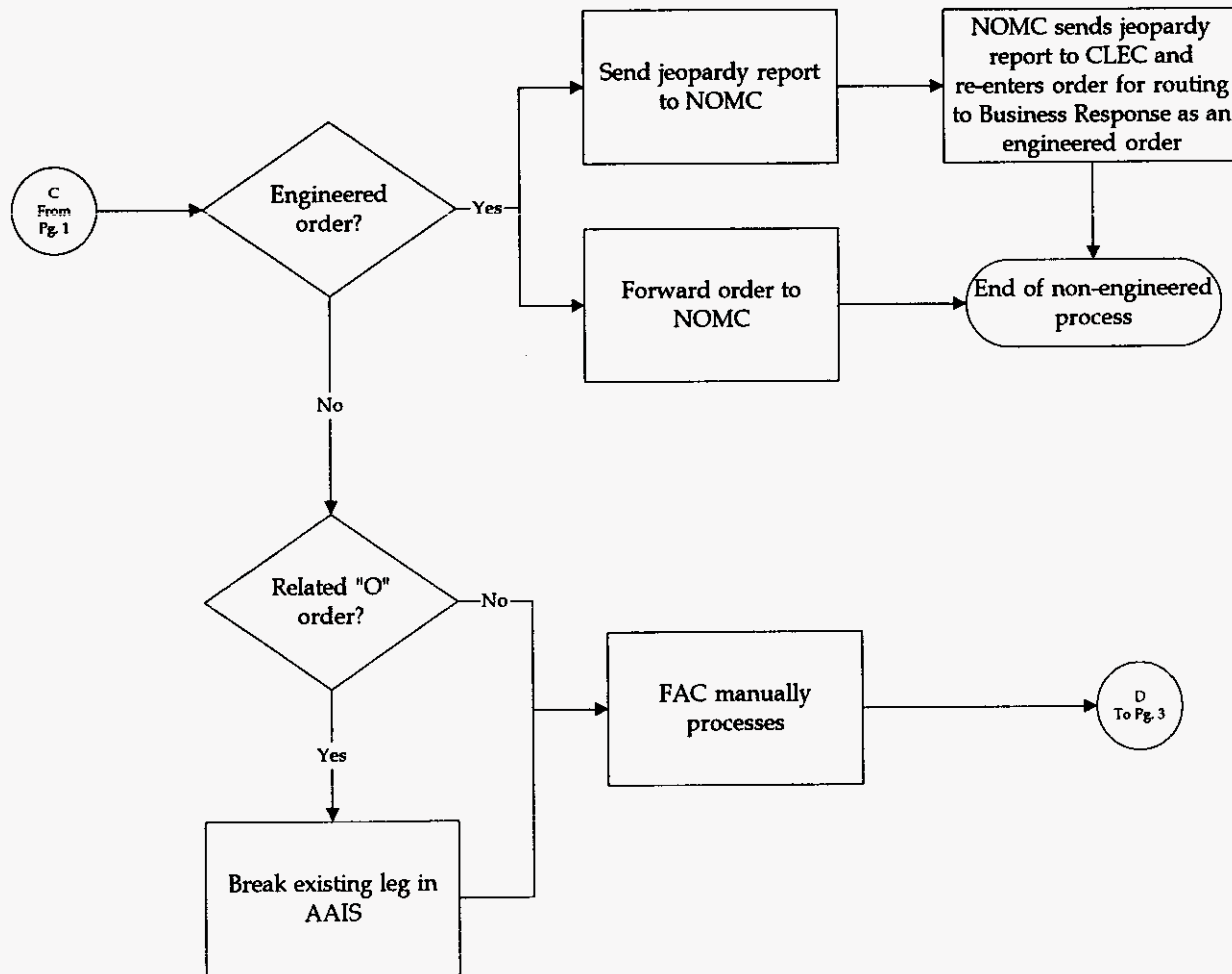 Send jeopardy report
to NOMC
NOMC sends jeopardy
report to CLEC and
re-enters order for routing
to Business Response as an
engineered order
C
From
Pg. 1
Engineered
order?
Yes
Forward order to
NOMC
End of non-engineered
process
No
Related "O"
order?
No
FAC manually
processes
D
To Pg. 3
Yes
Break existing leg in
AAIS